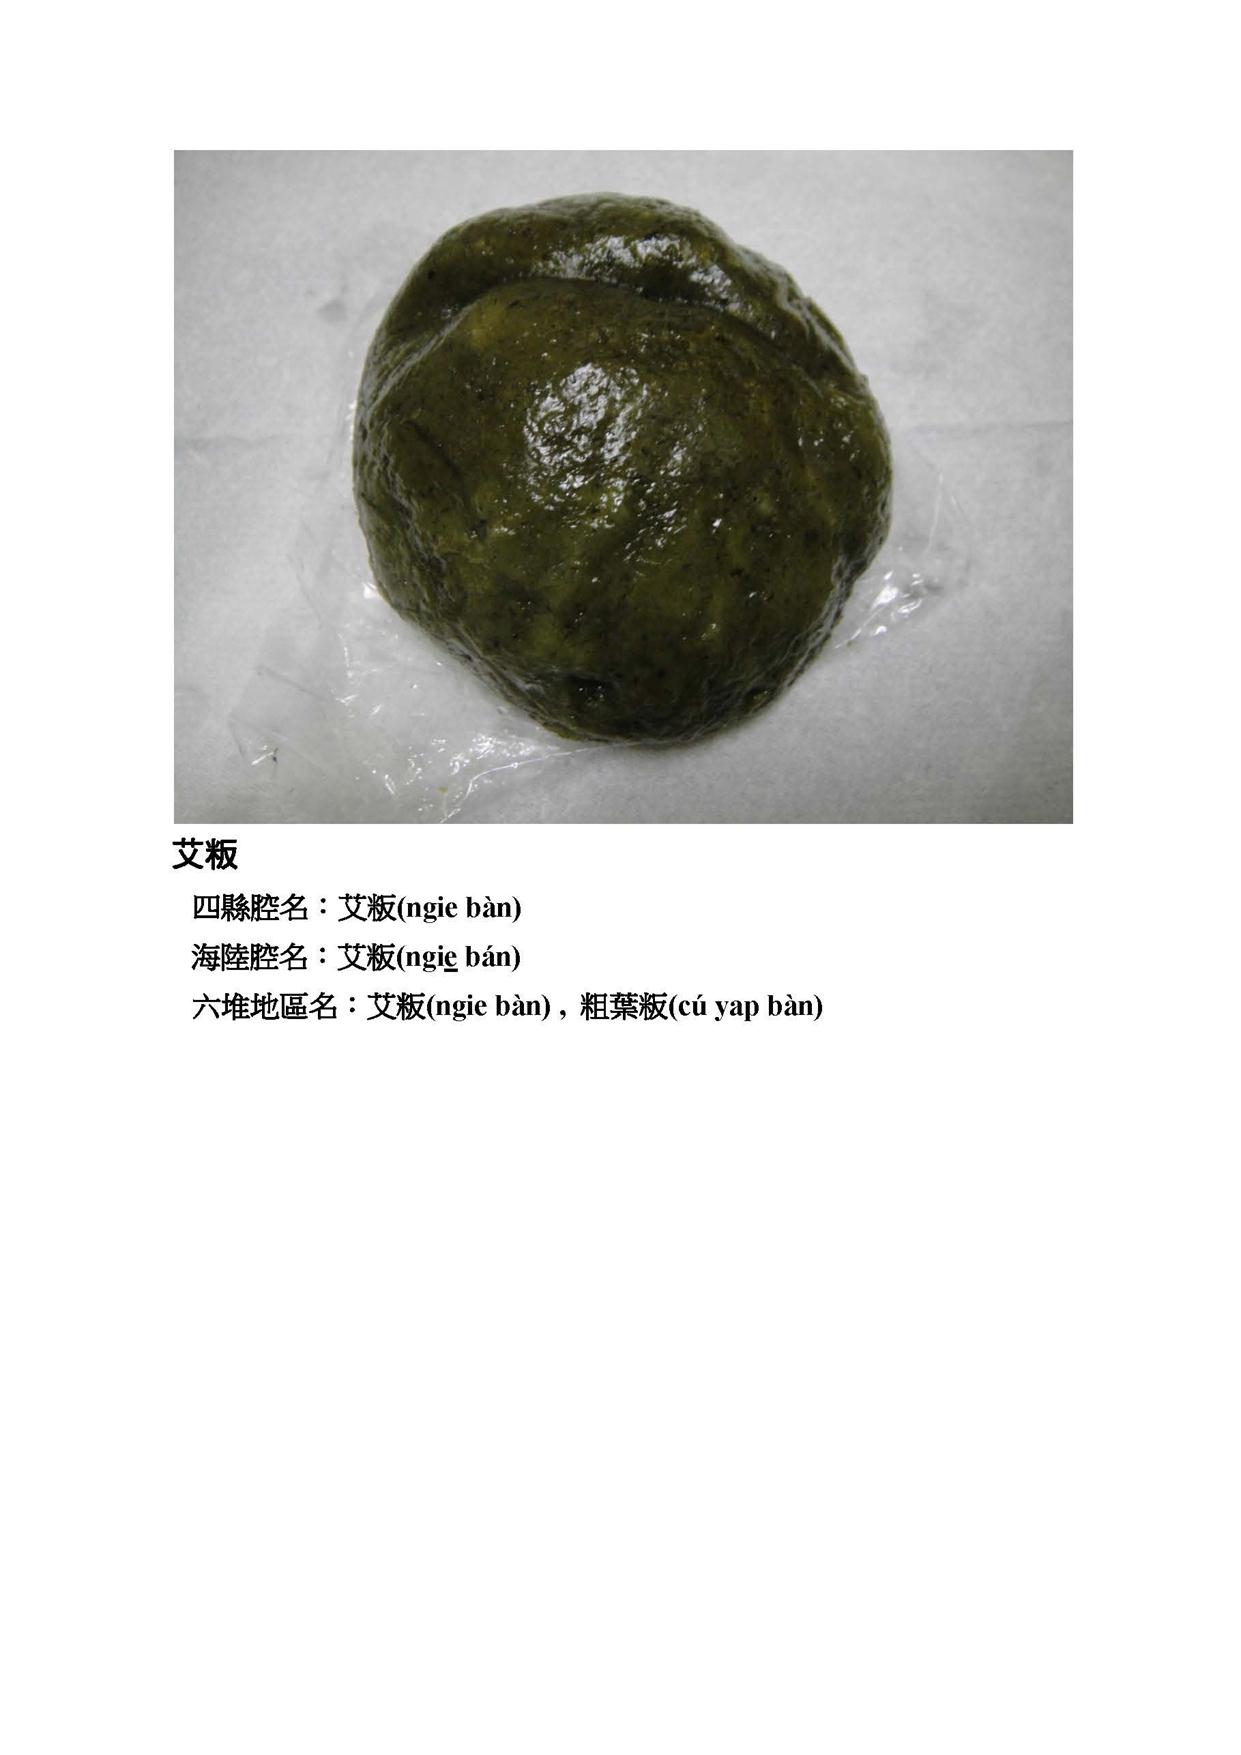 艾粄
四縣腔名：艾粄(ngie bàn)
海陸腔名：艾粄(ngie̲ bán)
六堆地區名：艾粄(ngie bàn) , 粗葉粄(cú yap bàn)